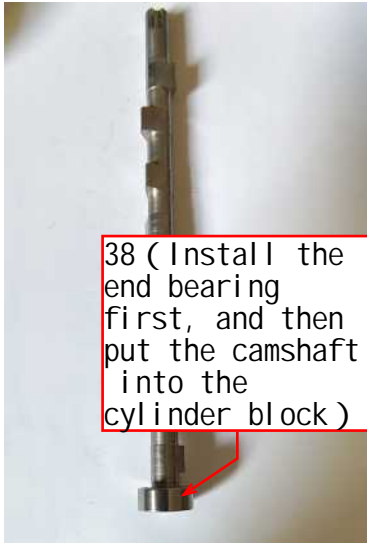 38 (Install the
end bearing
first, and then
put the camshaft
into the
cylinder block)